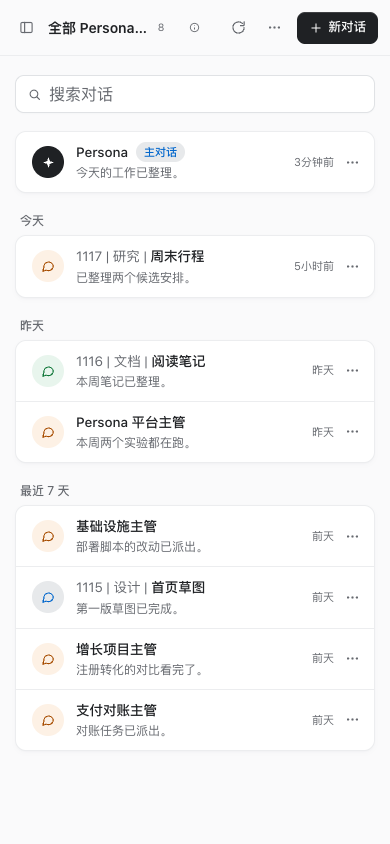 全部 Persona... 8
+ 新对话
搜索对话
Persona 主对话
今天的工作已整理。
3分钟前
今天
1117 | 研究 | 周末行程
已整理两个候选安排。
5小时前
昨天
1116 | 文档 | 阅读笔记
本周笔记已整理。
昨天
Persona 平台主管
本周两个实验都在跑。
昨天
最近 7 天
基础设施主管
部署脚本的改动已派出。
前天
1115 | 设计 | 首页草图
第一版草图已完成。
前天
增长项目主管
注册转化的对比看完了。
前天
支付对账主管
对账任务已派出。
前天